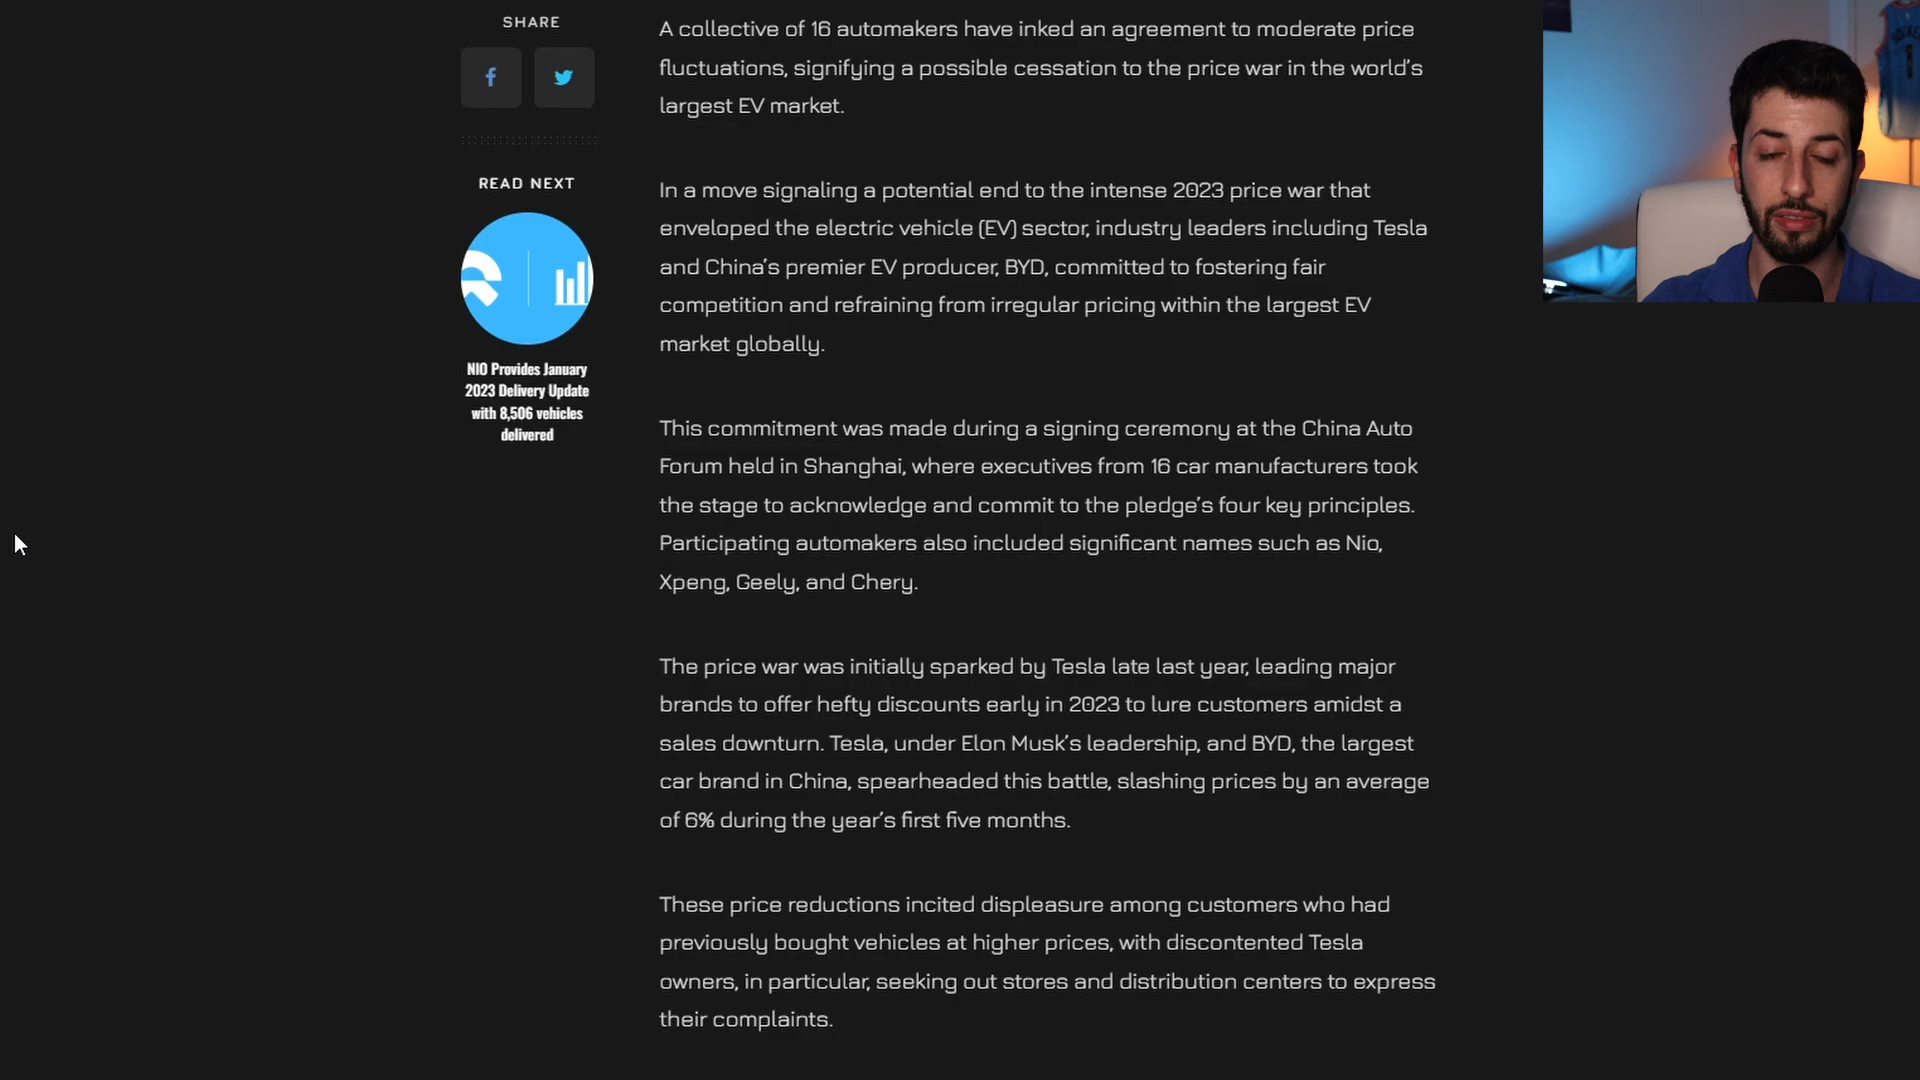 SHARE
READ NEXT
NIO Provides January
2023 Delivery Update
with 8,506 vehicles
delivered
A collective of 16 automakers have inked an agreement to moderate price
fluctuations, signifying a possible cessation to the price war in the world's
largest EV market.
In a move signaling a potential end to the intense 2023 price war that
enveloped the electric vehicle (EV) sector, industry leaders including Tesla
and China's premier EV producer, BYD, committed to fostering fair
competition and refraining from irregular pricing within the largest EV
market globally.
This commitment was made during a signing ceremony at the China Auto
Forum held in Shanghai, where executives from 16 car manufacturers took
the stage to acknowledge and commit to the pledge's four key principles.
Participating automakers also included significant names such as Nio,
Xpeng, Geely, and Chery.
The price war was initially sparked by Tesla late last year, leading major
brands to offer hefty discounts early in 2023 to lure customers amidst a
sales downturn. Tesla, under Elon Musk's leadership, and BYD, the largest
car brand in China, spearheaded this battle, slashing prices by an average
of 6% during the year's first five months.
These price reductions incited displeasure among customers who had
previously bought vehicles at higher prices, with discontented Tesla
owners, in particular, seeking out stores and distribution centers to express
their complaints.